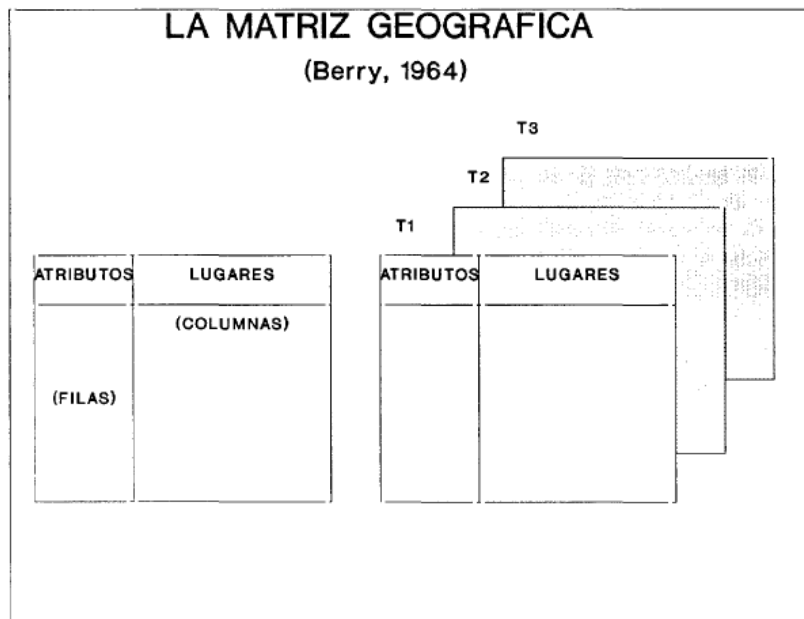 LA MATRIZ GEOGRAFICA
(Berry, 1964)
T3
T2
T1
ATRIBUTOS LUGARES
(COLUMNAS)
(FILAS)
ATRIBUTOS LUGARES